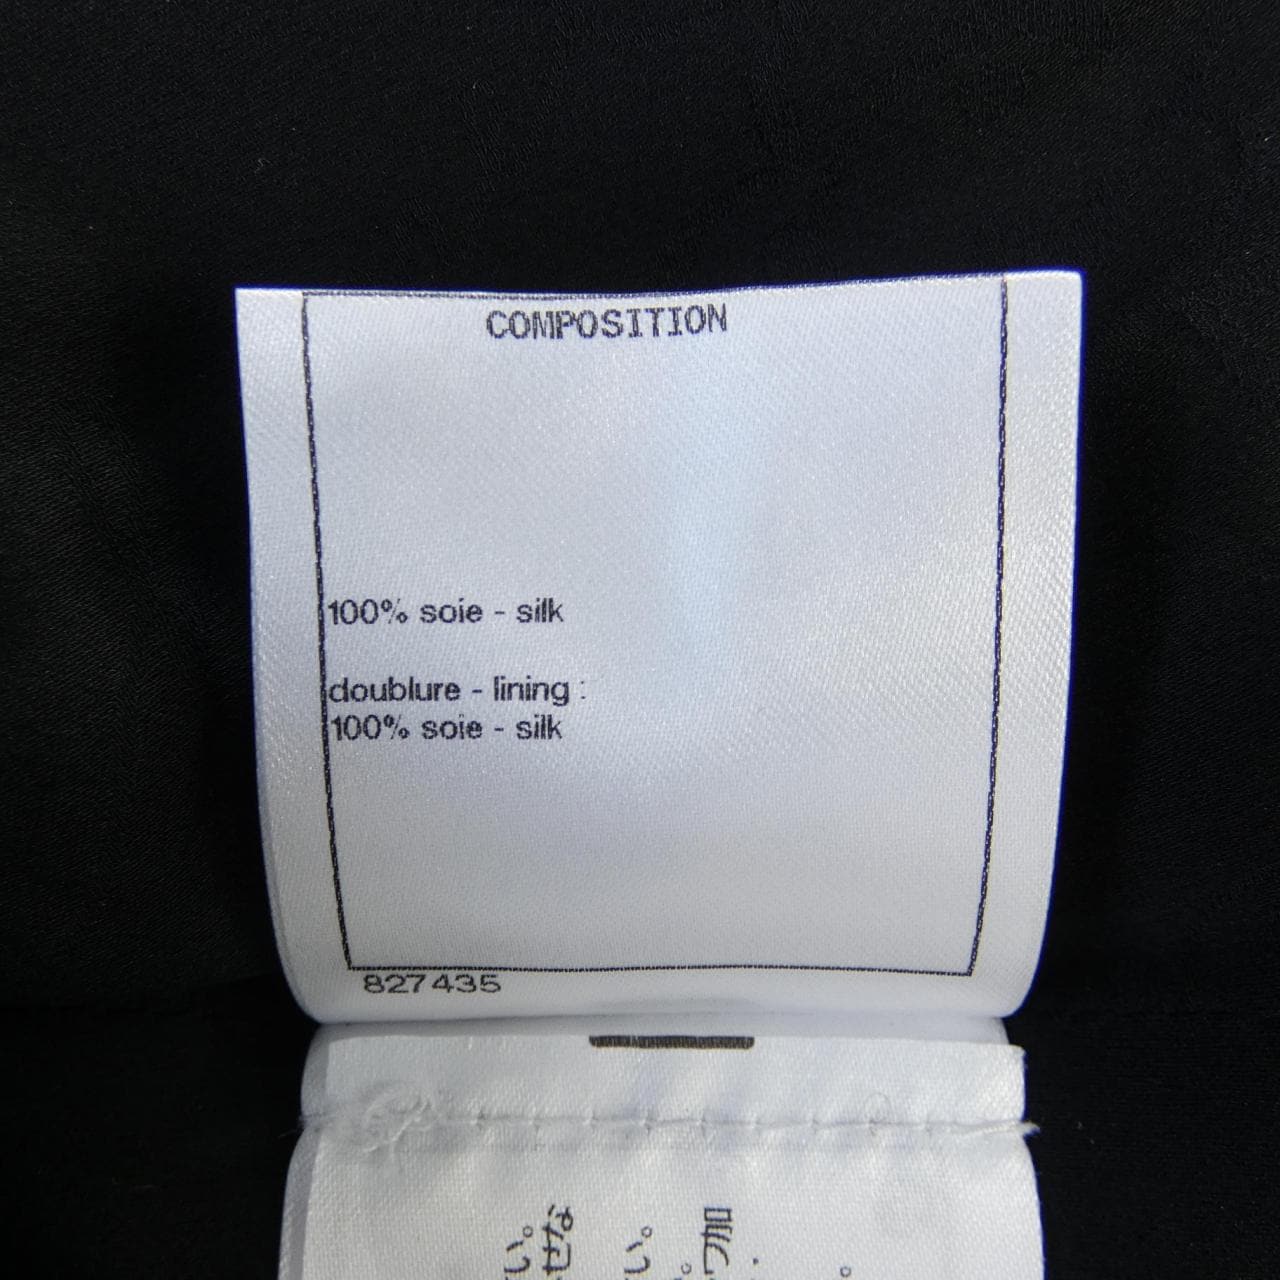 COMPOSITION
100% soie - silk
doublure - lining :
100% soie - silk
827435